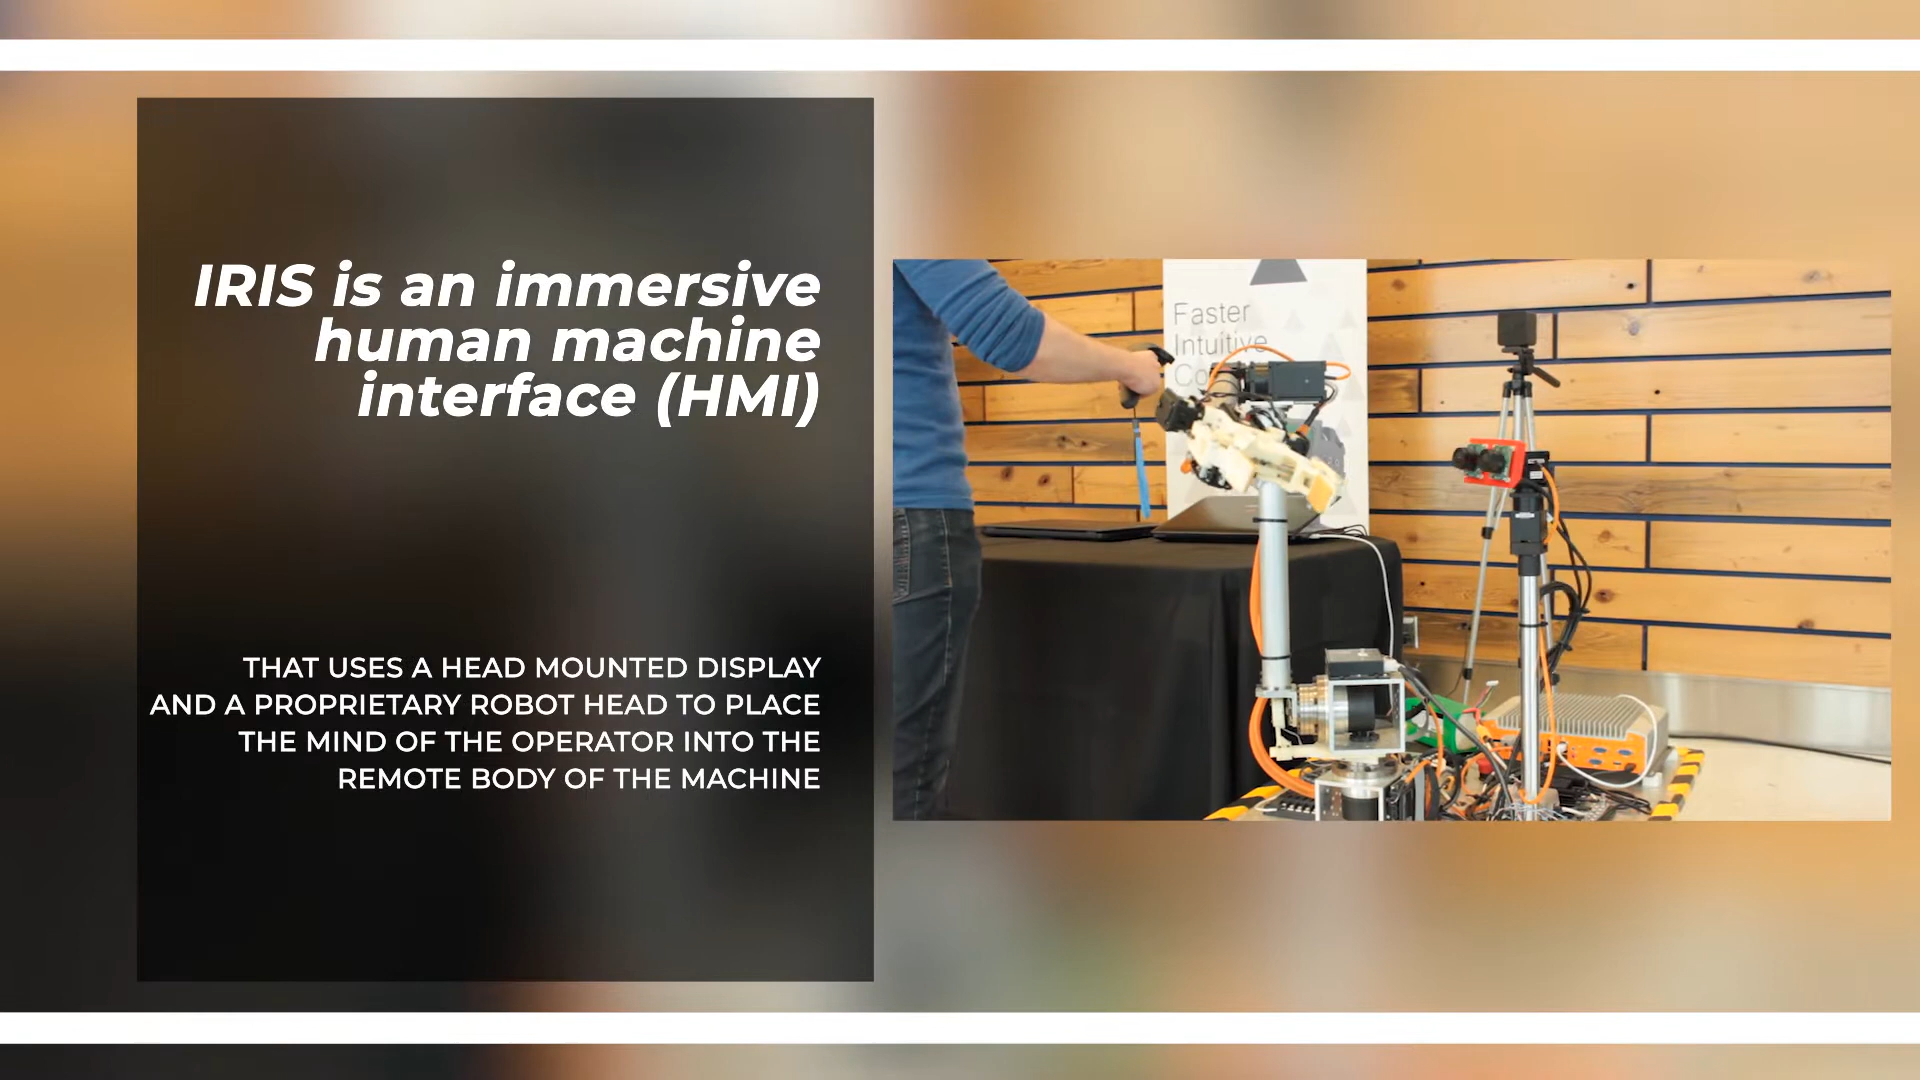 IRIS is an immersive
human machine
interface (HMI)
THAT USES A HEAD MOUNTED DISPLAY
AND A PROPRIETARY ROBOT HEAD TO PLACE
THE MIND OF THE OPERATOR INTO THE
REMOTE BODY OF THE MACHINE
Faster
Intuitive